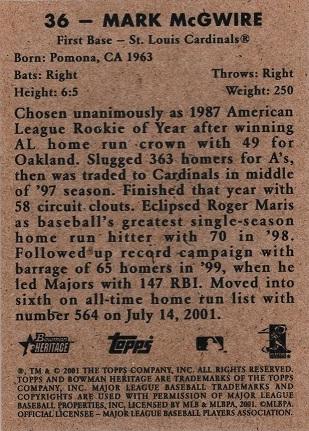 36 — MARK McGWIRE
First Base – St. Louis Cardinals®
Born: Pomona, CA 1963
Bats: Right Throws: Right
Height: 6:5 Weight: 250
Chosen unanimously as 1987 American
League Rookie of Year after winning
AL home run crown with 49 for
Oakland. Slugged 363 homers for A's,
then was traded to Cardinals in middle
of '97 season. Finished that year with
58 circuit clouts. Eclipsed Roger Maris
as baseball's greatest single-season
home run hitter with 70 in '98.
Followed up record campaign with
barrage of 65 homers in '99, when he
led Majors with 147 RBI. Moved into
sixth on all-time home run list with
number 564 on July 14, 2001.
Bowman HERITAGE Topps
®, TM & © 2001 THE TOPPS COMPANY, INC. ALL RIGHTS RESERVED.
TOPPS AND BOWMAN HERITAGE ARE TRADEMARKS OF THE TOPPS
COMPANY, INC. MAJOR LEAGUE BASEBALL TRADEMARKS AND
COPYRIGHTS ARE USED WITH PERMISSION OF MAJOR LEAGUE
BASEBALL PROPERTIES, INC. LICENSED BY MLB & MLBPA, 2001. ©MLBPA.
OFFICIAL LICENSEE – MAJOR LEAGUE BASEBALL PLAYERS ASSOCIATION.